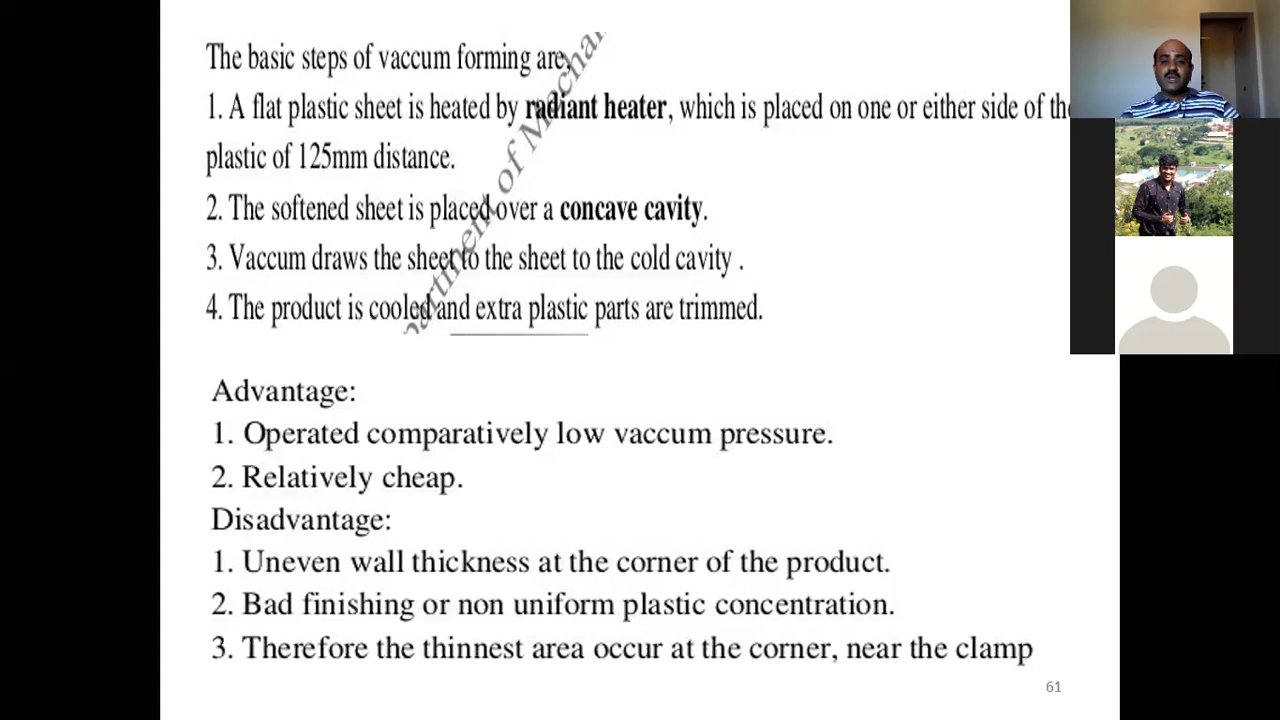 The basic steps of vaccum forming are,
1. A flat plastic sheet is heated by radiant heater, which is placed on one or either side of the
plastic of 125mm distance.
2. The softened sheet is placed over a concave cavity.
3. Vaccum draws the sheet to the sheet to the cold cavity .
4. The product is cooled and extra plastic parts are trimmed.
Advantage:
1. Operated comparatively low vaccum pressure.
2. Relatively cheap.
Disadvantage:
1. Uneven wall thickness at the corner of the product.
2. Bad finishing or non uniform plastic concentration.
3. Therefore the thinnest area occur at the corner, near the clamp
61